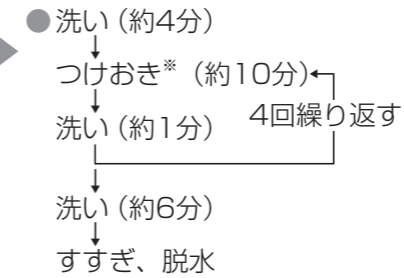 ●洗い（約4分）
つけおき※（約10分）
洗い（約1分）
4回繰り返す
洗い（約6分）
すすぎ、脱水